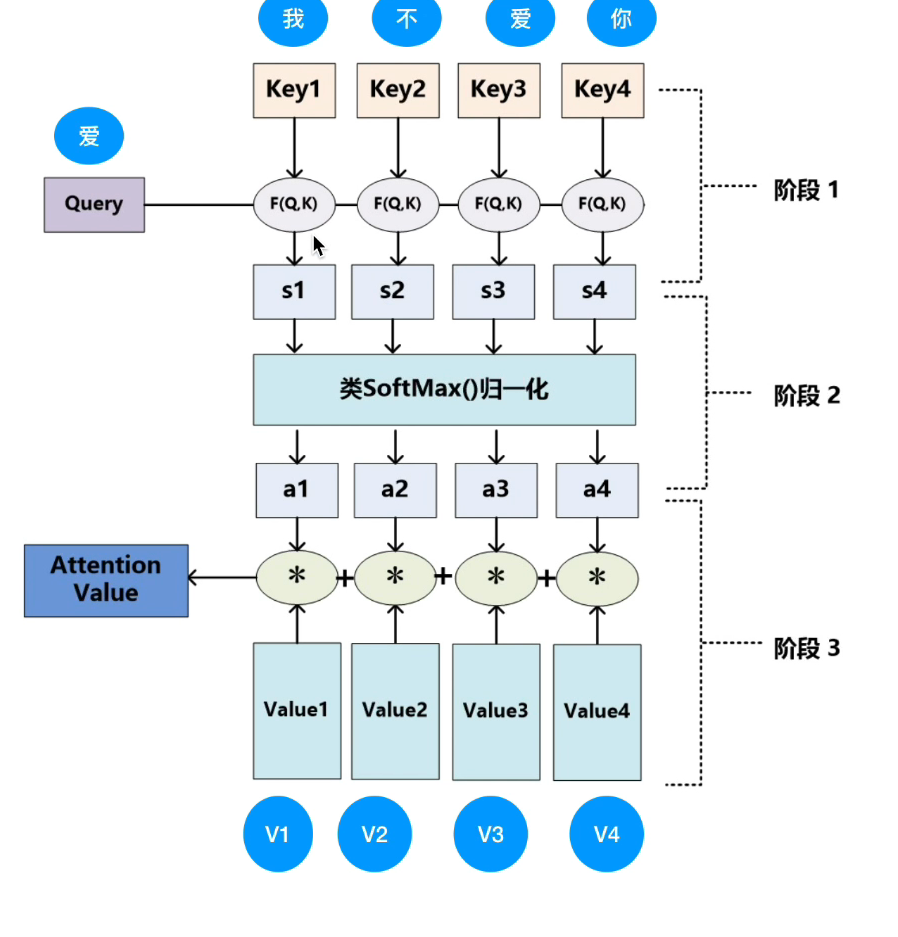 我 不 爱 你
Key1 Key2 Key3 Key4
爱
Query F(Q,K) F(Q,K) F(Q,K) F(Q,K)
阶段 1
s1 s2 s3 s4
类SoftMax()归一化
阶段 2
a1 a2 a3 a4
Attention
Value
* + * + * + *
阶段 3
Value1 Value2 Value3 Value4
V1 V2 V3 V4